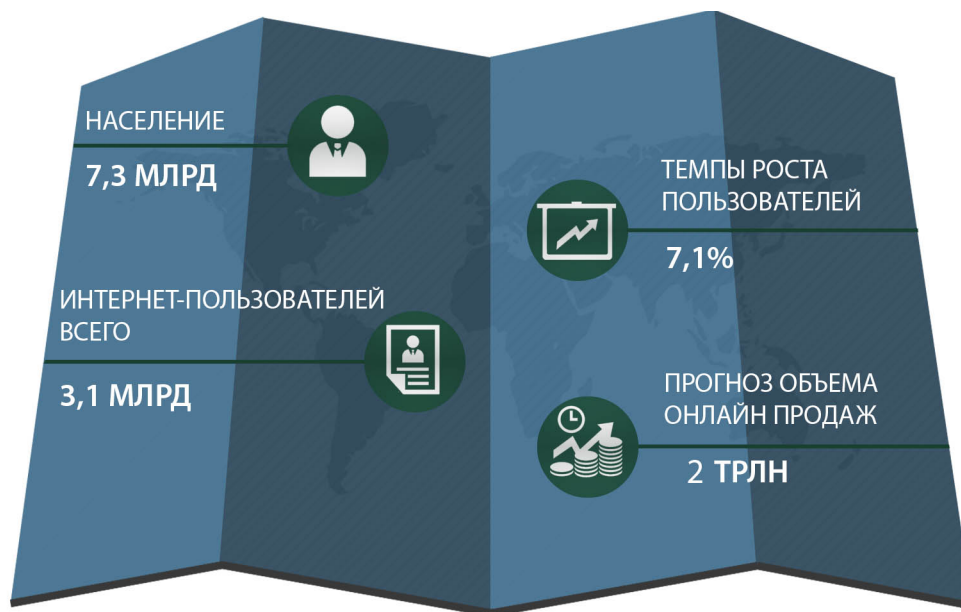 НАСЕЛЕНИЕ
7,3 МЛРД
ИНТЕРНЕТ-ПОЛЬЗОВАТЕЛЕЙ
ВСЕГО
3,1 МЛРД
ТЕМПЫ РОСТА
ПОЛЬЗОВАТЕЛЕЙ
7,1%
ПРОГНОЗ ОБЪЕМА
ОНЛАЙН ПРОДАЖ
2 ТРЛН